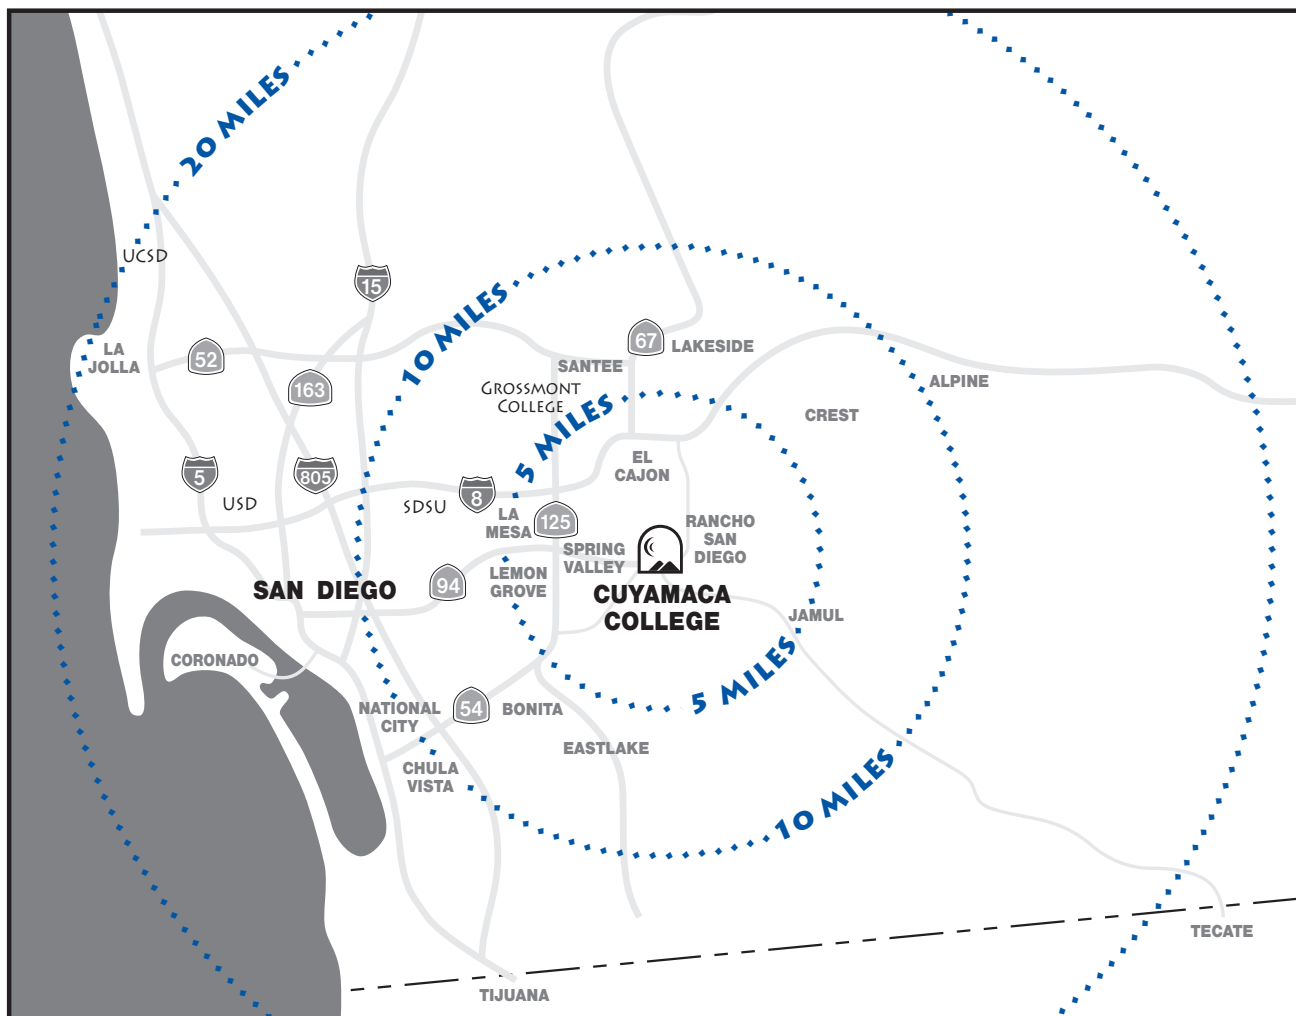 20 MILES
UCSD
15
10 MILES
67
LAKESIDE
LA
JOLLA
52
SANTEE
163
GROSSMONT
COLLEGE
ALPINE
5 MILES
CREST
EL
CAJON
5
805
USD
SDSU
8
LA
MESA
125
RANCHO
SAN
DIEGO
SPRING
VALLEY
SAN DIEGO
94
LEMON
GROVE
CUYAMACA
COLLEGE
JAMUL
CORONADO
5 MILES
NATIONAL
CITY
54
BONITA
EASTLAKE
CHULA
VISTA
10 MILES
TECATE
TIJUANA